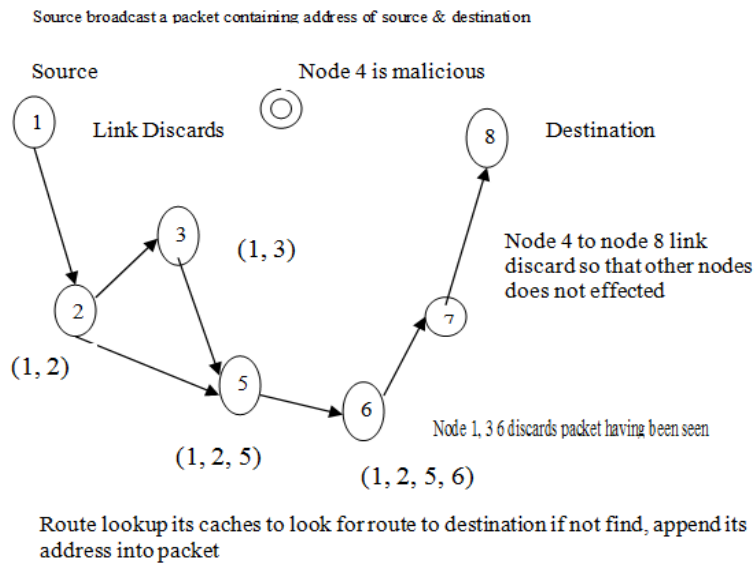 Source broadcast a packet containing address of source & destination
Source
Node 4 is malicious
1
Link Discards
8
Destination
3
(1, 3)
Node 4 to node 8 link
discard so that other nodes
does not effected
2
7
(1, 2)
5
6
Node 1, 3 6 discards packet having been seen
(1, 2, 5)
(1, 2, 5, 6)
Route lookup its caches to look for route to destination if not find, append its
address into packet